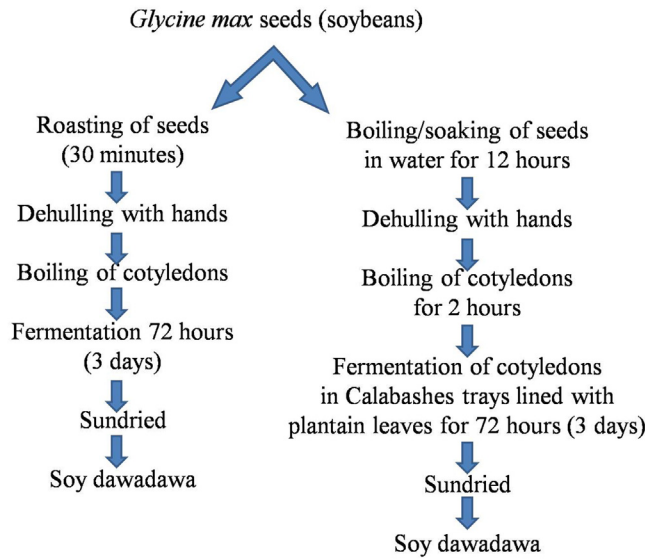 Glycine max seeds (soybeans)
Roasting of seeds
(30 minutes)
Dehulling with hands
Boiling of cotyledons
Fermentation 72 hours
(3 days)
Sundried
Soy dawadawa
Boiling/soaking of seeds
in water for 12 hours
Dehulling with hands
Boiling of cotyledons
for 2 hours
Fermentation of cotyledons
in Calabashes trays lined with
plantain leaves for 72 hours (3 days)
Sundried
Soy dawadawa